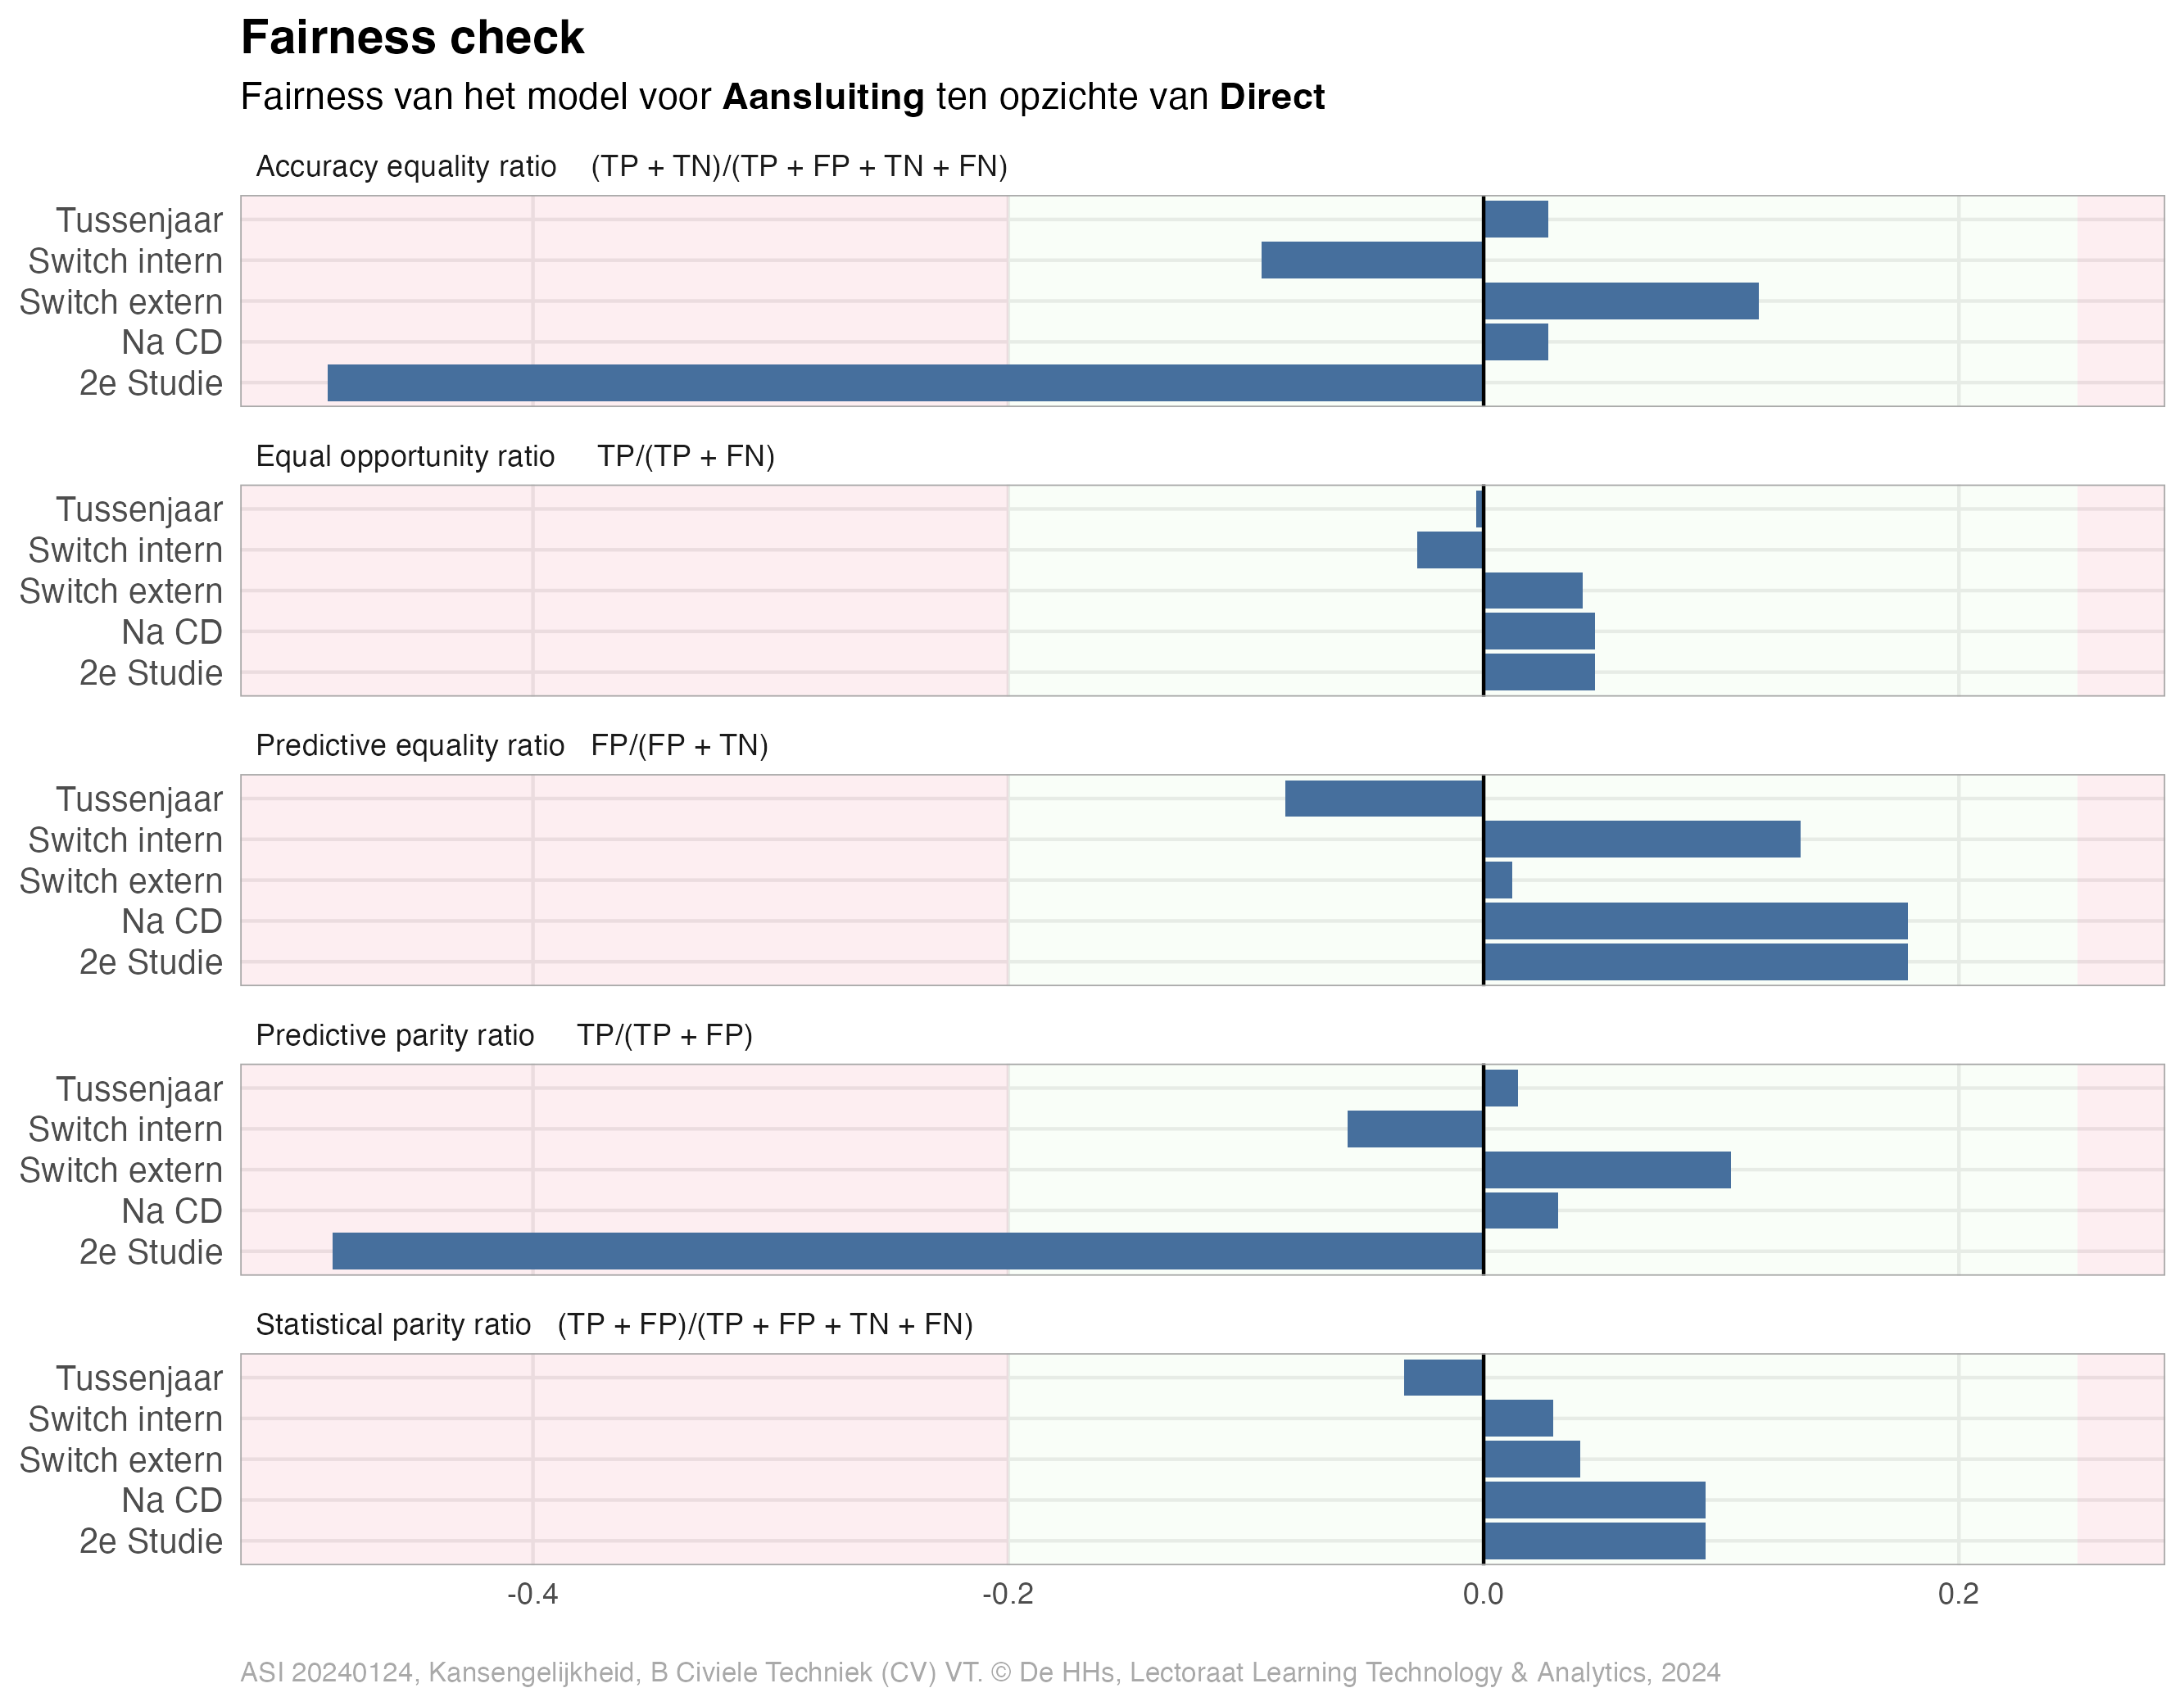 Fairness check
Fairness van het model voor Aansluiting ten opzichte van Direct
Accuracy equality ratio (TP + TN)/(TP + FP + TN + FN)
Tussenjaar
Switch intern
Switch extern
Na CD
2e Studie
Equal opportunity ratio TP/(TP + FN)
Tussenjaar
Switch intern
Switch extern
Na CD
2e Studie
Predictive equality ratio FP/(FP + TN)
Tussenjaar
Switch intern
Switch extern
Na CD
2e Studie
Predictive parity ratio TP/(TP + FP)
Tussenjaar
Switch intern
Switch extern
Na CD
2e Studie
Statistical parity ratio (TP + FP)/(TP + FP + TN + FN)
Tussenjaar
Switch intern
Switch extern
Na CD
2e Studie
-0.4 -0.2 0.0 0.2
ASI 20240124, Kansengelijkheid, B Civiele Techniek (CV) VT. © De HHs, Lectoraat Learning Technology & Analytics, 2024